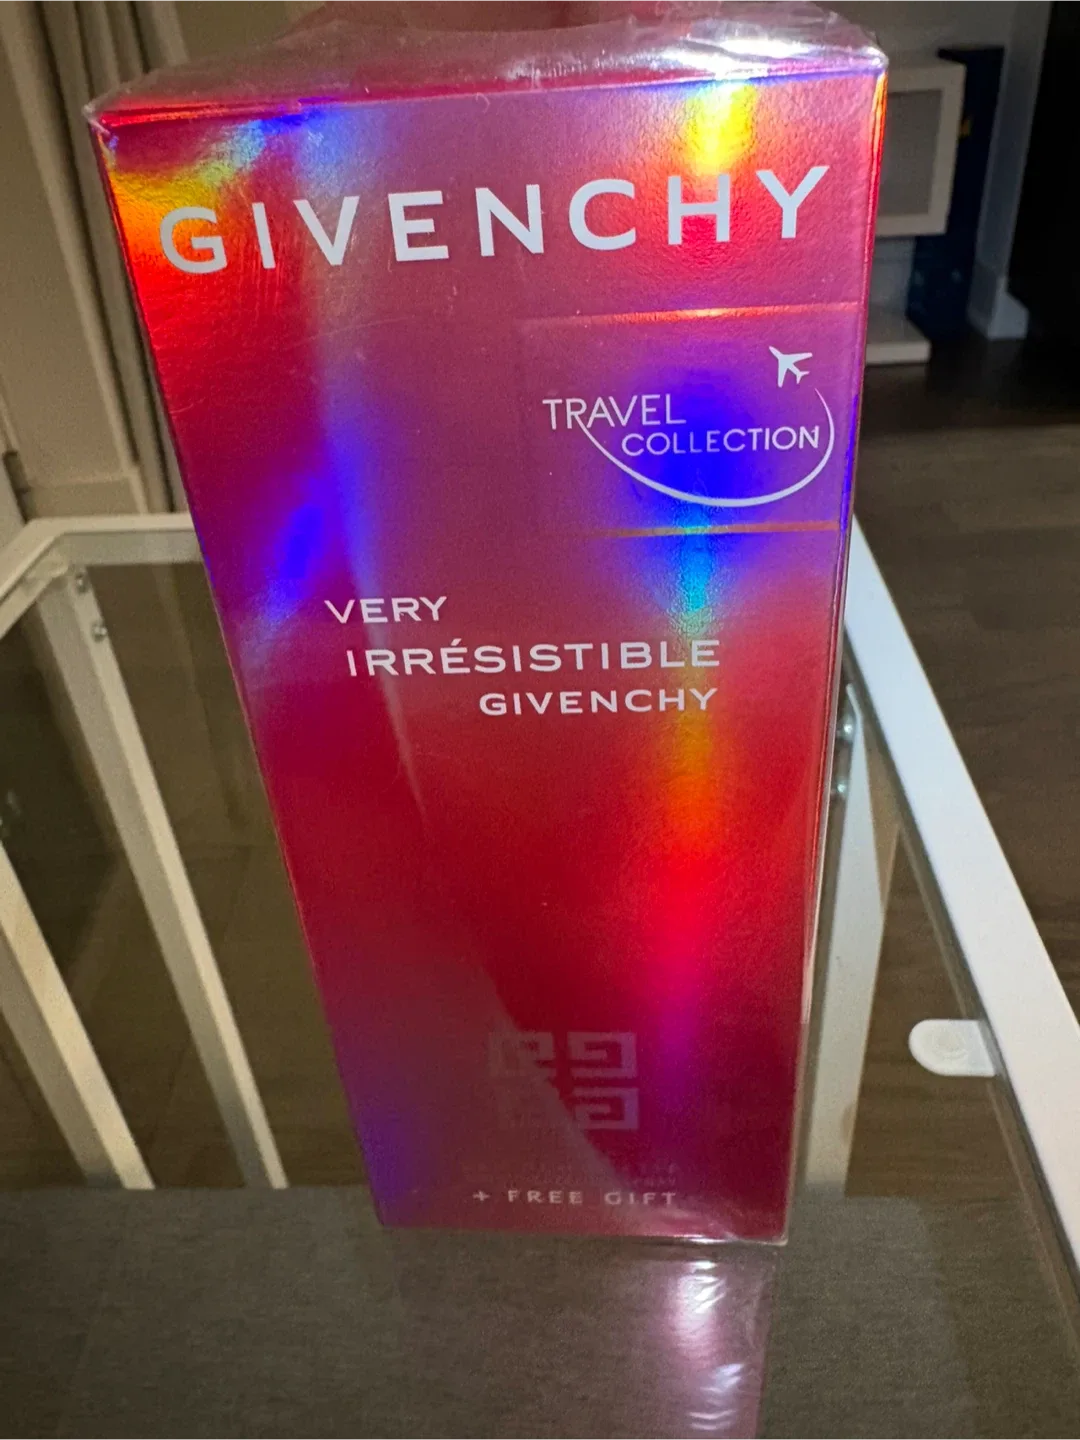 GIVENCHY
TRAVEL
COLLECTION
VERY
IRRÉSISTIBLE
GIVENCHY
+ FREE GIFT